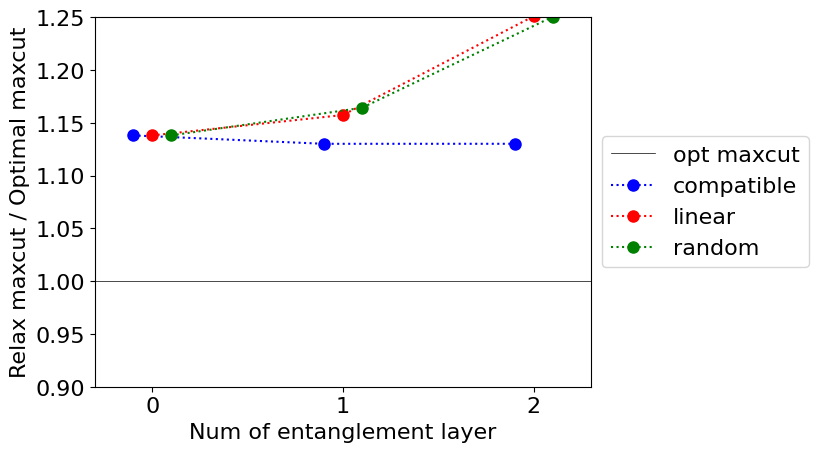 Relax maxcut / Optimal maxcut
1.25
1.20
1.15
1.10
1.05
1.00
0.95
0.90
0
1
2
Num of entanglement layer
opt maxcut
compatible
linear
random